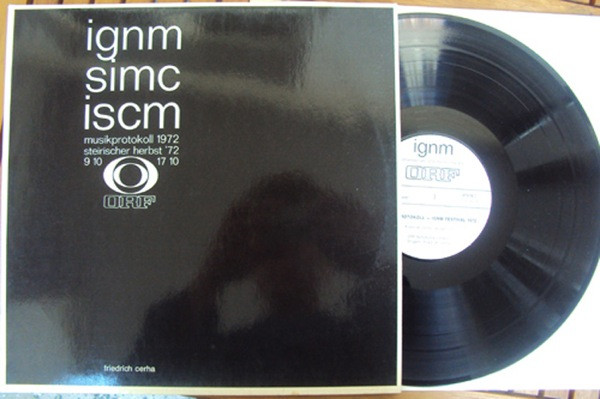 ignm
simc
iscm
musikprotokoll 1972
steirischer herbst '72
9 10 17 10
ORF
friedrich cerha
ignm
ORF